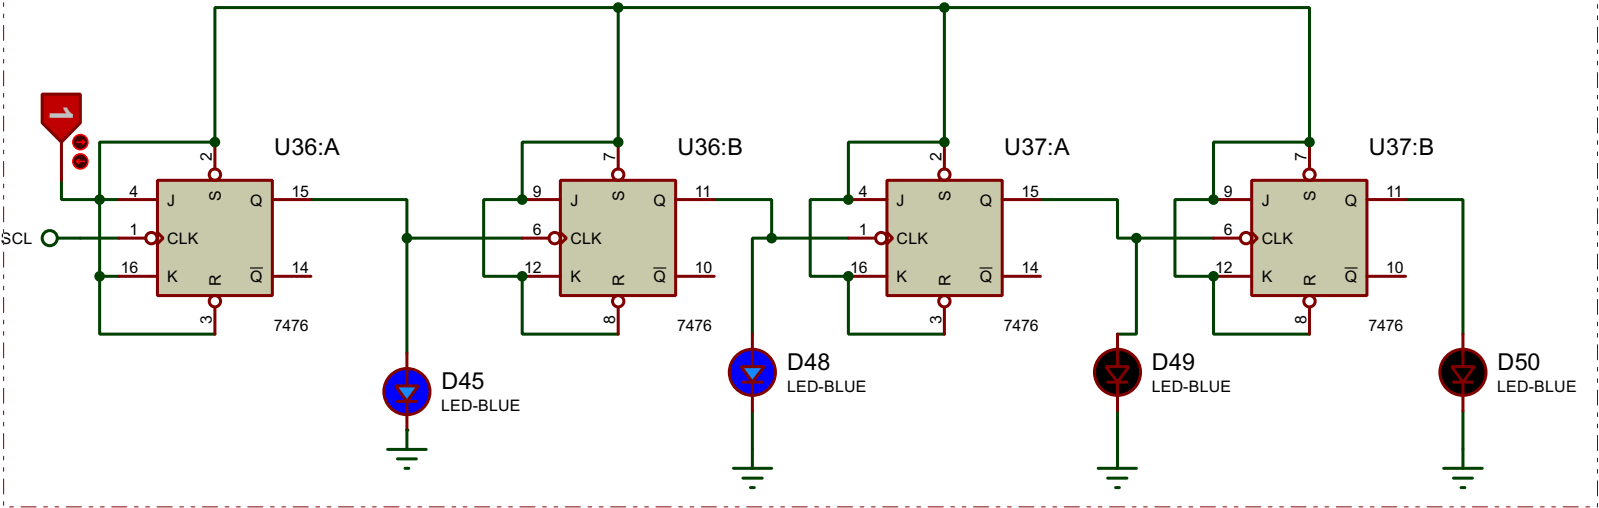 U36:A
U36:B
U37:A
U37:B
1
2
7
2
7
4
J
S
Q
15
9
J
S
Q
11
4
J
S
Q
15
9
J
S
Q
11
SCL
1
CLK
6
CLK
1
CLK
6
CLK
16
K
R
Q
14
12
K
R
Q
10
16
K
R
Q
14
12
K
R
Q
10
3
7476
8
7476
3
7476
8
7476
D45
LED-BLUE
D48
LED-BLUE
D49
LED-BLUE
D50
LED-BLUE